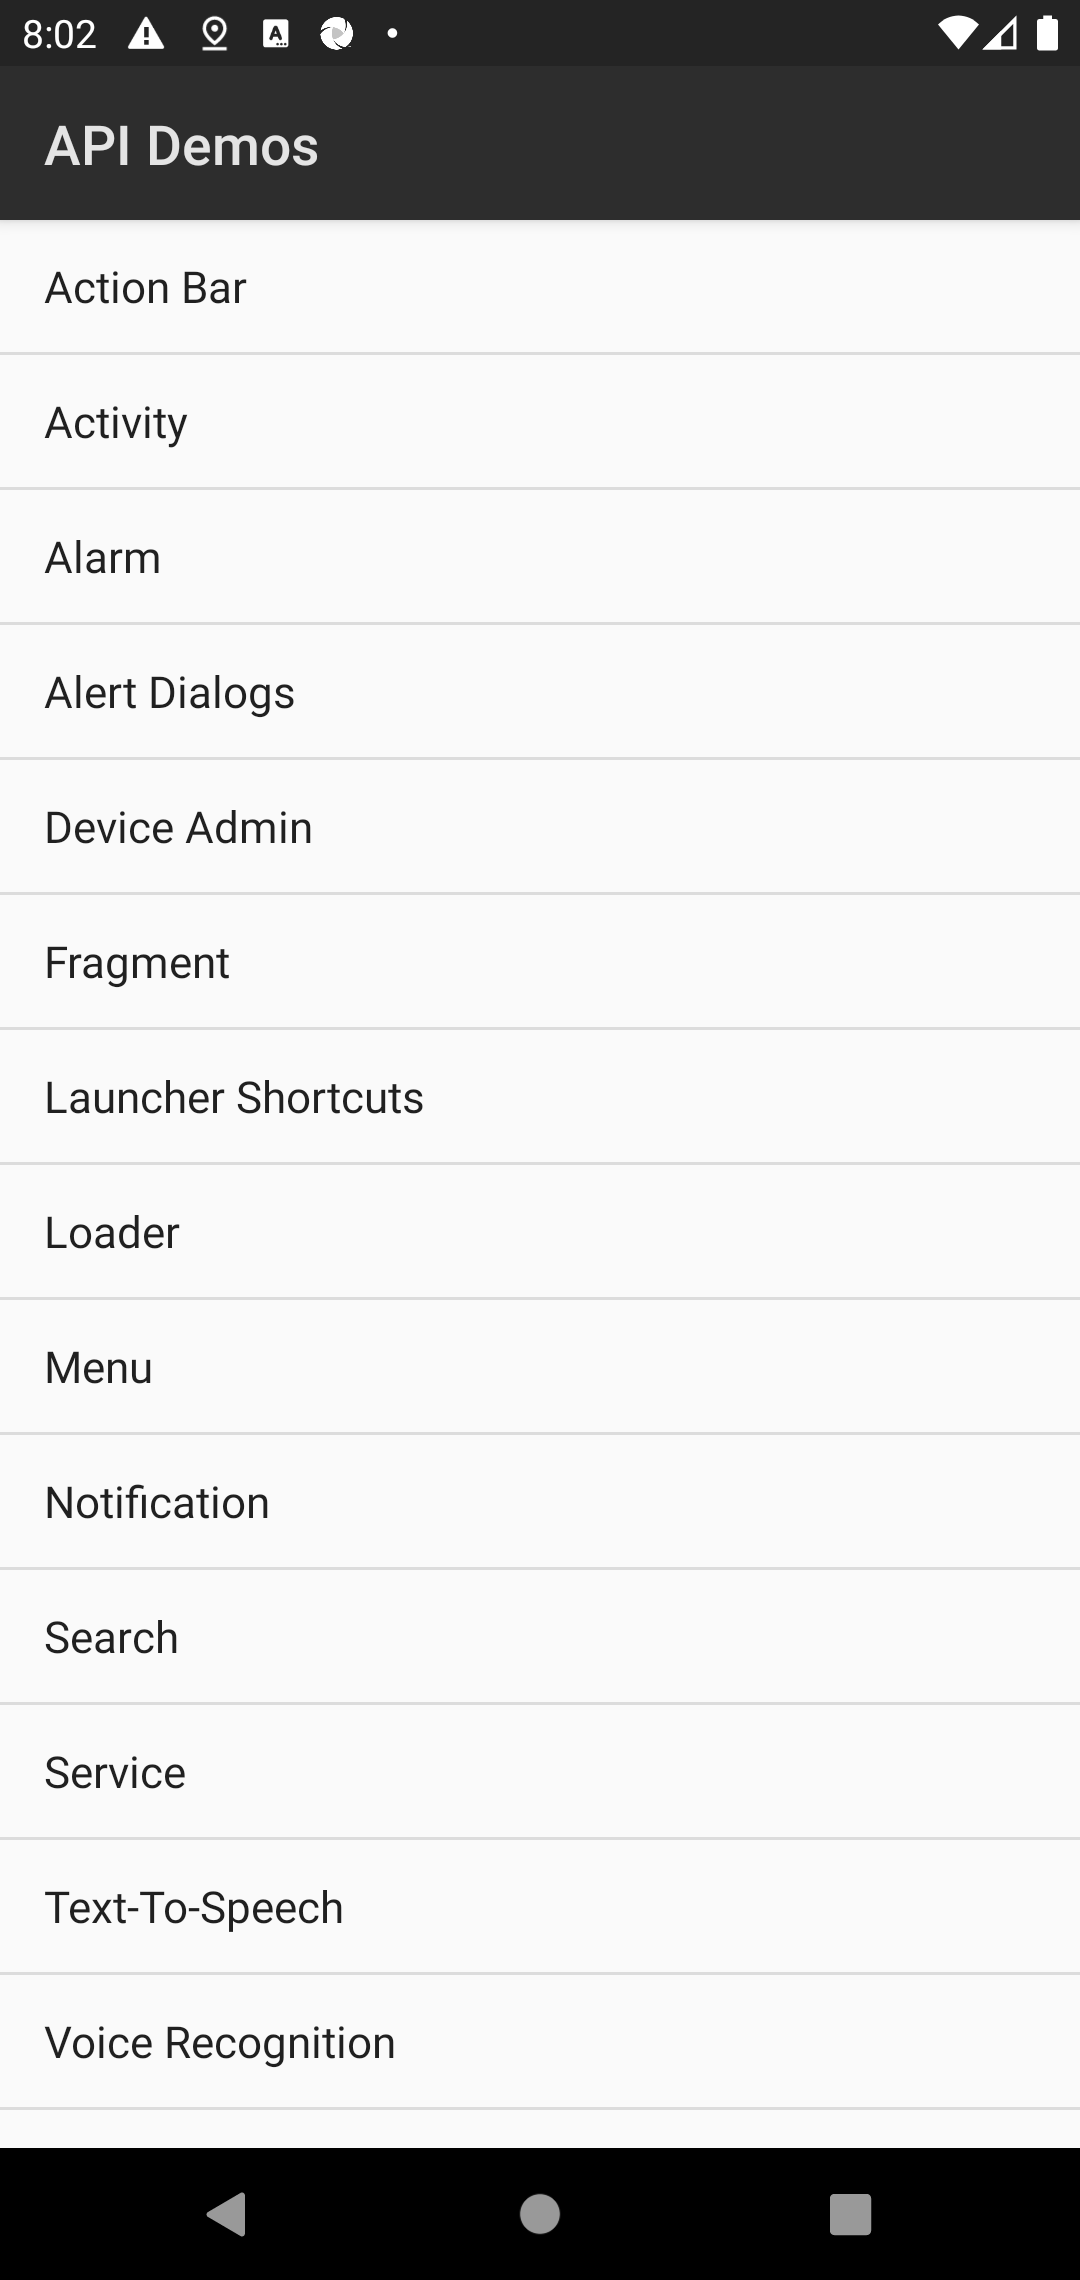 8:02
API Demos
Action Bar
Activity
Alarm
Alert Dialogs
Device Admin
Fragment
Launcher Shortcuts
Loader
Menu
Notification
Search
Service
Text-To-Speech
Voice Recognition